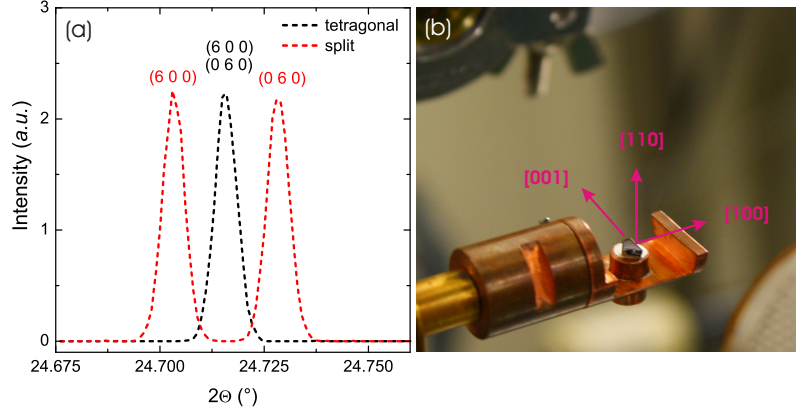 (a)
tetragonal
split
(6 0 0)
(0 6 0)
(6 0 0)
(0 6 0)
3
2
1
0
Intensity (a.u.)
24.675
24.700
24.725
24.750
2Θ (°)
(b)
[110]
[001]
[100]